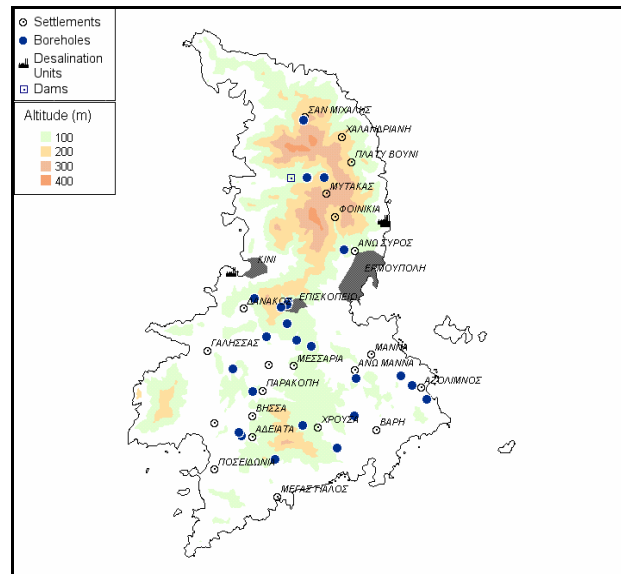 Settlements
Boreholes
Desalination
Units
Dams
Altitude (m)
100
200
300
400
ΣΑΝ ΜΙΧΑΛΗΣ
ΧΑΛΑΝΔΡΙΑΝΗ
ΠΛΑΤΥ ΒΟΥΝΙ
ΜΥΤΑΚΑΣ
ΦΟΙΝΙΚΙΑ
ΑΝΩ ΣΥΡΟΣ
ΚΙΝΙ
ΕΡΜΟΥΠΟΛΗ
ΕΠΙΣΚΟΠΕΙΟ
ΔΑΝΑΚΟΣ
ΓΑΛΗΣΣΑΣ
ΜΑΝΝΑ
ΜΕΣΣΑΡΙΑ
ΑΝΩ ΜΑΝΝΑ
ΑΖΟΛΙΜΝΟΣ
ΠΑΡΑΚΟΠΗ
ΒΗΣΣΑ
ΧΡΟΥΣΑ
ΒΑΡΗ
ΑΔΕΙΑΤΑ
ΠΟΣΕΙΔΩΝΙΑ
ΜΕΓΑΣ ΓΙΑΛΟΣ